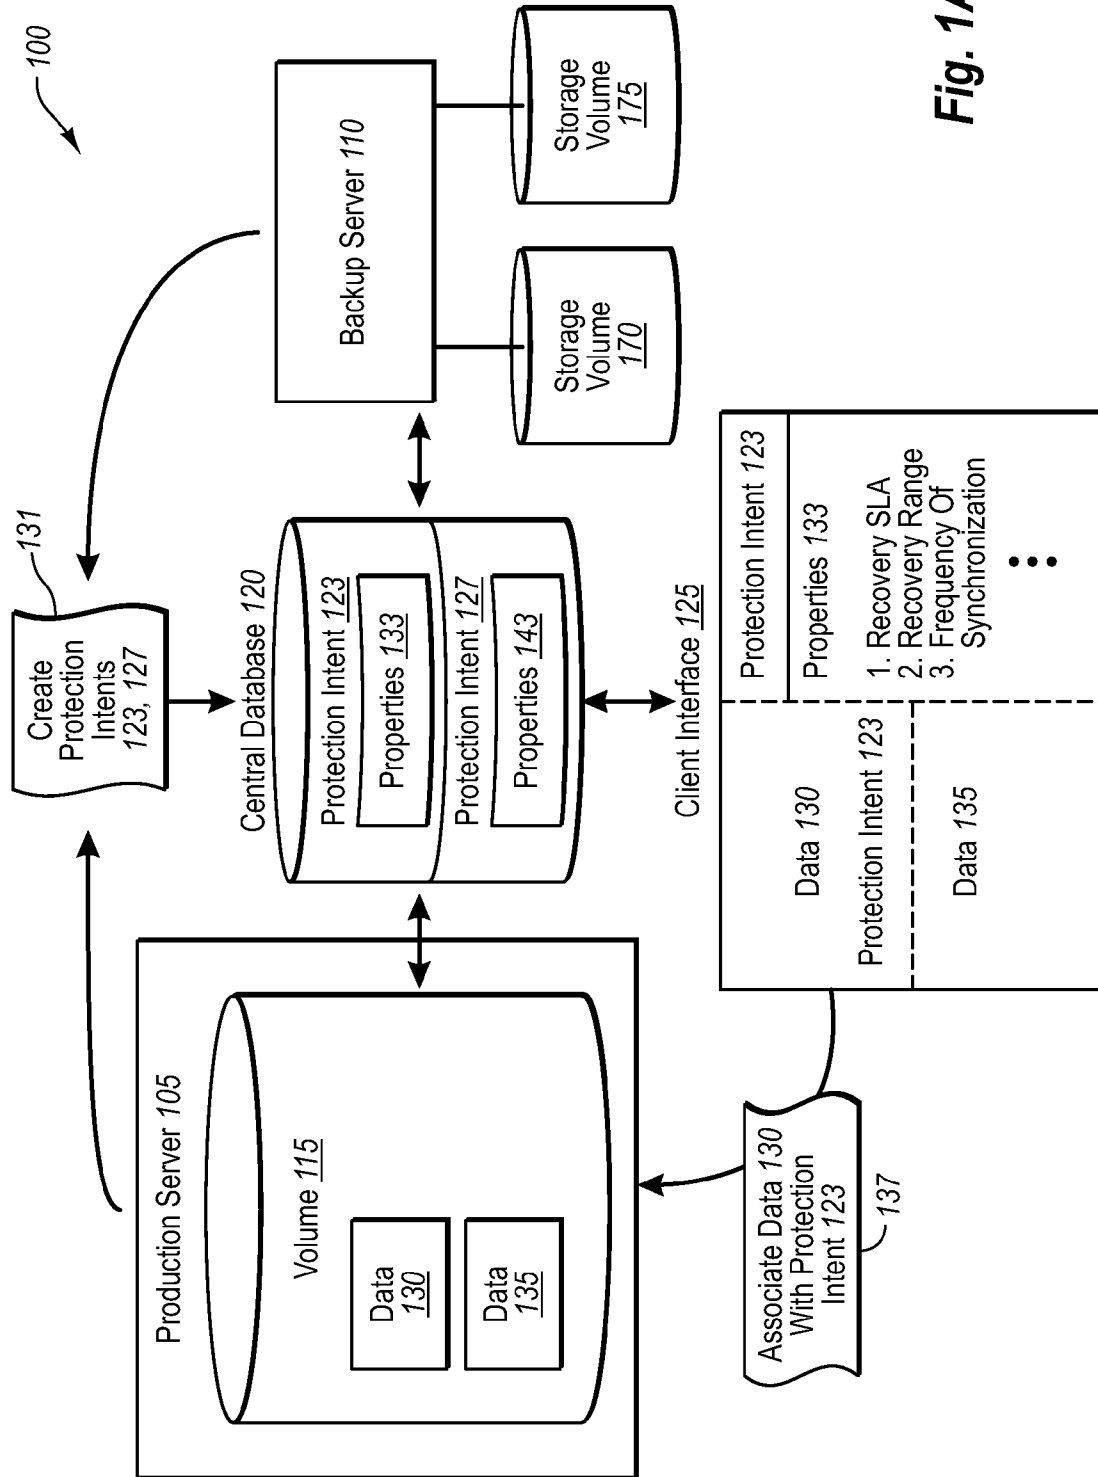 100
131
Create
Protection
Intents
123, 127
Production Server 105
Volume 115
Data
130
Data
135
Central Database 120
Protection Intent 123
Properties 133
Protection Intent 127
Properties 143
Backup Server 110
Storage
Volume
170
Storage
Volume
175
Client Interface 125
Associate Data 130
With Protection
Intent 123
137
Data 130
Protection Intent 123
Data 135
Protection Intent 123
Properties 133
1. Recovery SLA
2. Recovery Range
3. Frequency Of
Synchronization
Fig. 1A